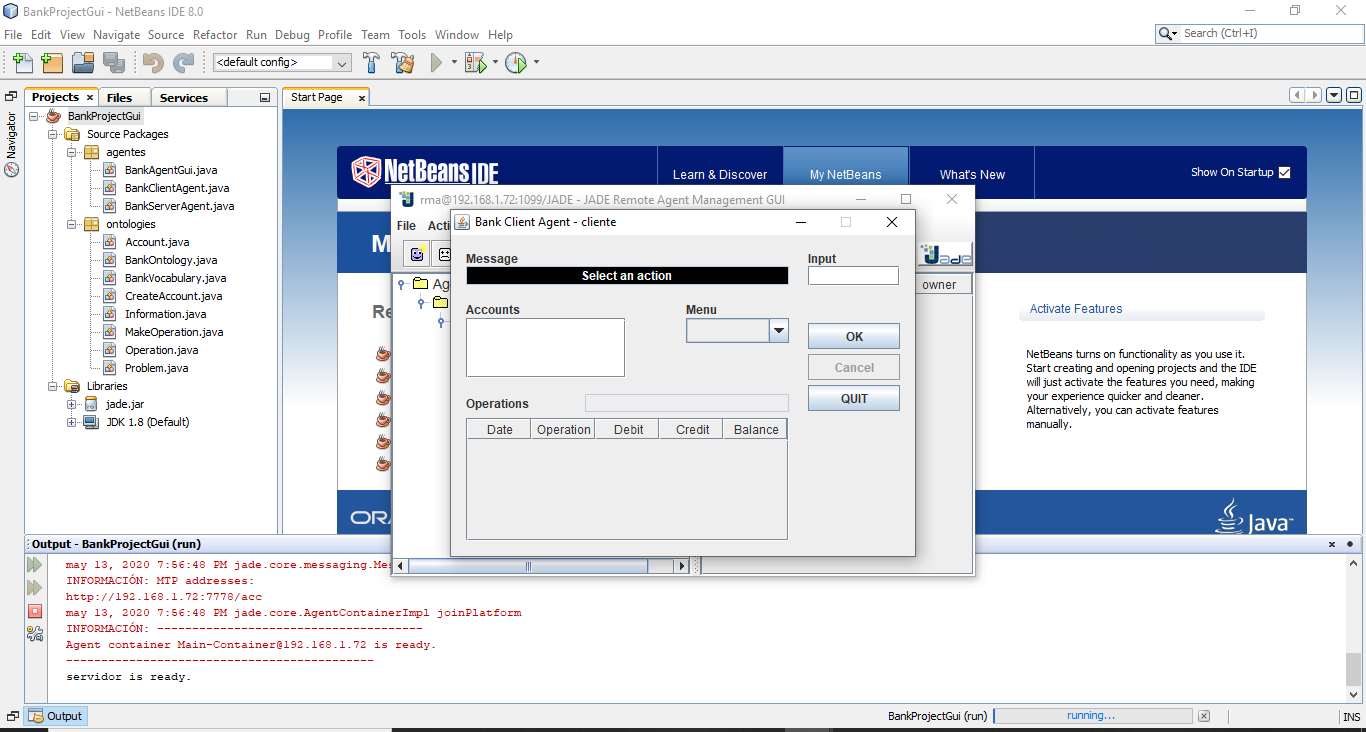 BankProjectGui - NetBeans IDE 8.0
File Edit View Navigate Source Refactor Run Debug Profile Team Tools Window Help
Search (Ctrl+I)
<default config>
Projects Files Services
Start Page
Navigator
BankProjectGui
Source Packages
agentes
BankAgentGui.java
BankClientAgent.java
BankServerAgent.java
ontologies
Account.java
BankOntology.java
BankVocabulary.java
CreateAccount.java
Information.java
MakeOperation.java
Operation.java
Problem.java
Libraries
jade.jar
JDK 1.8 (Default)
NetBeans IDE
Learn & Discover My NetBeans What's New
Show On Startup
M
Re
Activate Features
NetBeans turns on functionality as you use it.
Start creating and opening projects and the IDE
will just activate the features you need, making
your experience quicker and cleaner.
Alternatively, you can activate features
manually.
ORA
Java™
rma@192.168.1.72:1099/JADE - JADE Remote Agent Management GUI
File Acti
Jade
Ag
owner
Bank Client Agent - cliente
Message
Select an action
Input
Accounts
Menu
OK
Cancel
QUIT
Operations
Date Operation Debit Credit Balance
Output - BankProjectGui (run)
may 13, 2020 7:56:48 PM jade.core.messaging.Mes
INFORMACIÓN: MTP addresses:
http://192.168.1.72:7778/acc
may 13, 2020 7:56:48 PM jade.core.AgentContainerImpl joinPlatform
INFORMACIÓN: --------------------------------------
Agent container Main-Container@192.168.1.72 is ready.
--------------------------------------------
servidor is ready.
Output
BankProjectGui (run)
running...
INS